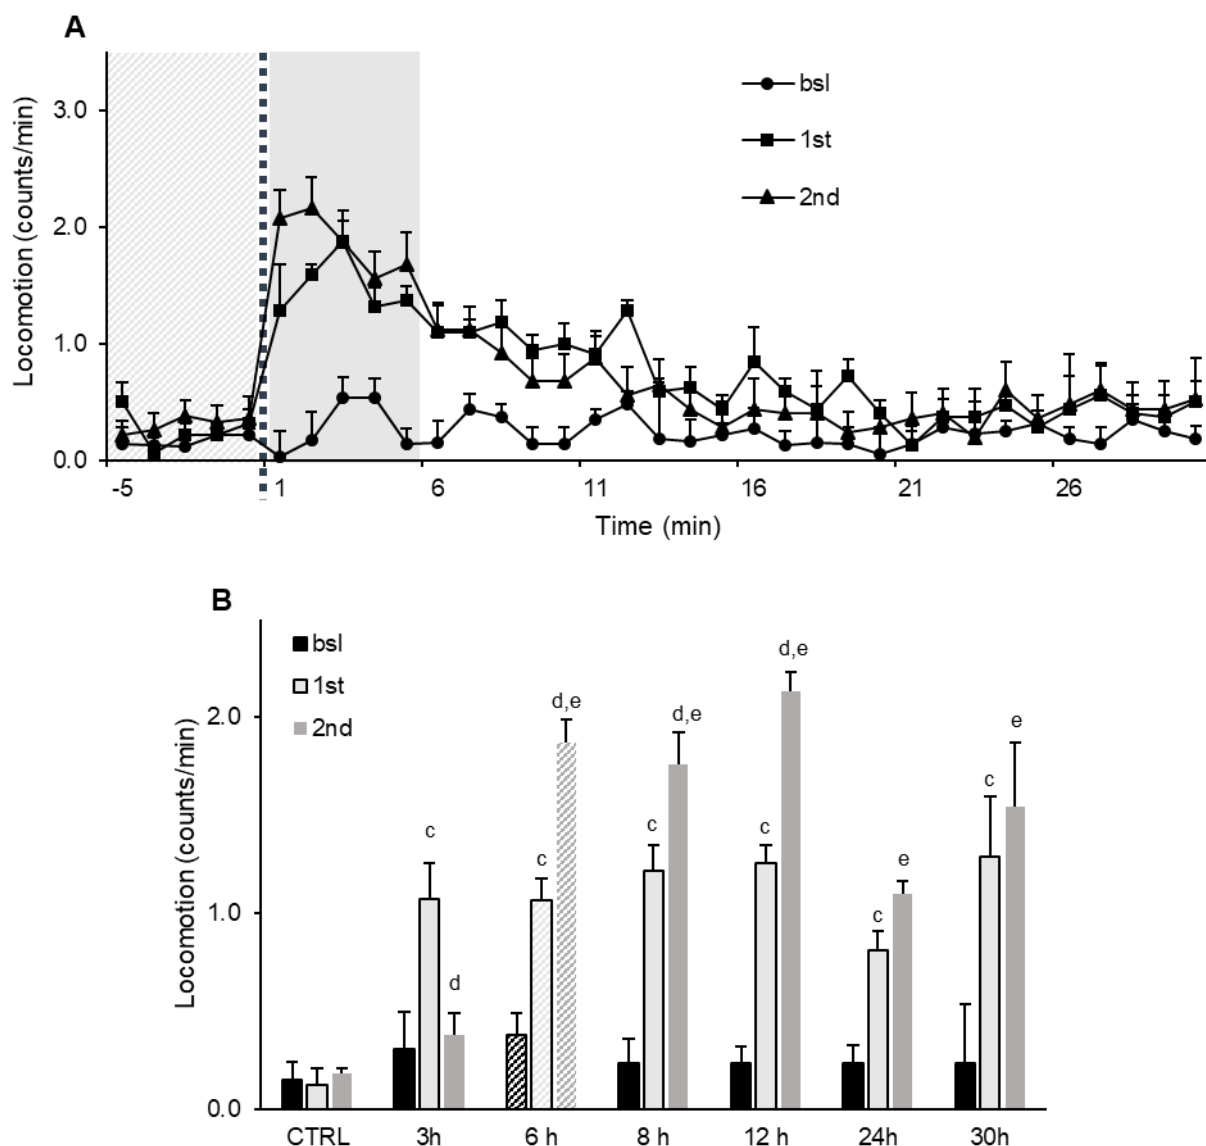 A
Locomotion (counts/min)
3.0
2.0
1.0
0.0
bsl
1st
2nd
-5 1 6 11 16 21 26
Time (min)
B
Locomotion (counts/min)
2.0
1.0
0.0
bsl
1st
2nd
c
d
c
d,e
c
d,e
c
d,e
c
e
c
e
CTRL 3h 6 h 8 h 12 h 24h 30h